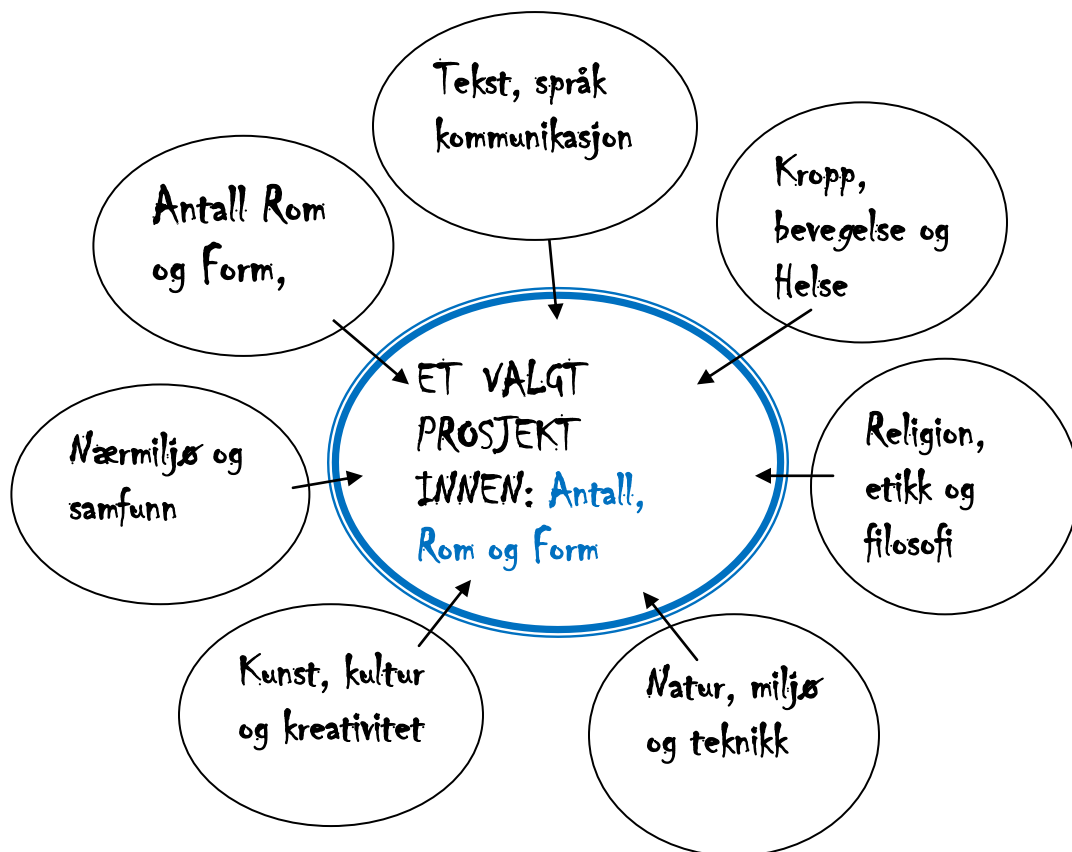 Tekst, språk
kommunikasjon
Antall Rom
og Form,
Kropp,
bevegelse og
Helse
ET VALGT
PROSJEKT
INNEN: Antall,
Rom og Form
Nærmiljø og
samfunn
Religion,
etikk og
filosofi
Kunst, kultur
og kreativitet
Natur, miljø
og teknikk